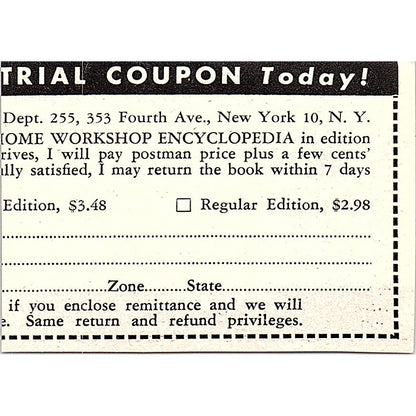 TRIAL COUPON Today!
Dept. 255, 353 Fourth Ave., New York 10, N. Y.
HOME WORKSHOP ENCYCLOPEDIA in edition
rives, I will pay postman price plus a few cents'
lly satisfied, I may return the book within 7 days
Edition, $3.48 □ Regular Edition, $2.98
Zone........ State
if you enclose remittance and we will
e. Same return and refund privileges.